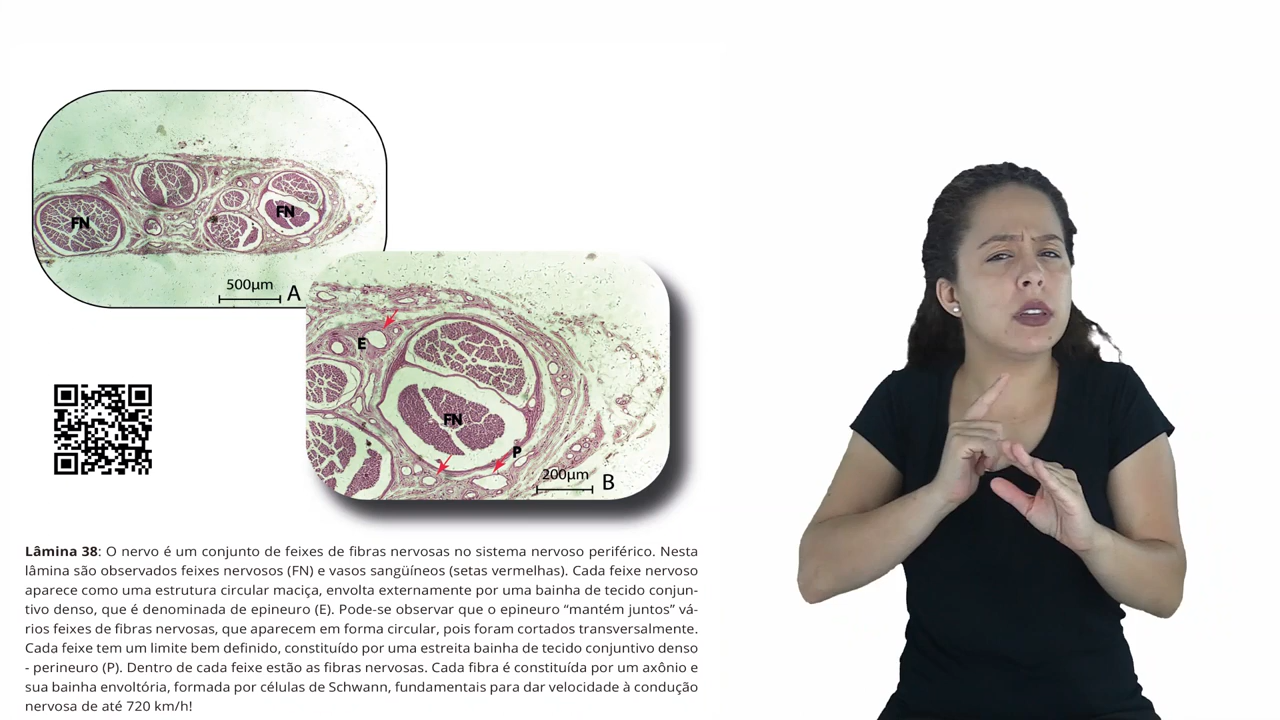 FN
FN
500µm
A
E
FN
P
200µm
B
Lâmina 38: O nervo é um conjunto de feixes de fibras nervosas no sistema nervoso periférico. Nesta
lâmina são observados feixes nervosos (FN) e vasos sangüíneos (setas vermelhas). Cada feixe nervoso
aparece como uma estrutura circular maciça, envolta externamente por uma bainha de tecido conjun-
tivo denso, que é denominada de epineuro (E). Pode-se observar que o epineuro “mantém juntos” vá-
rios feixes de fibras nervosas, que aparecem em forma circular, pois foram cortados transversalmente.
Cada feixe tem um limite bem definido, constituído por uma estreita bainha de tecido conjuntivo denso
- perineuro (P). Dentro de cada feixe estão as fibras nervosas. Cada fibra é constituída por um axônio e
sua bainha envoltória, formada por células de Schwann, fundamentais para dar velocidade à condução
nervosa de até 720 km/h!